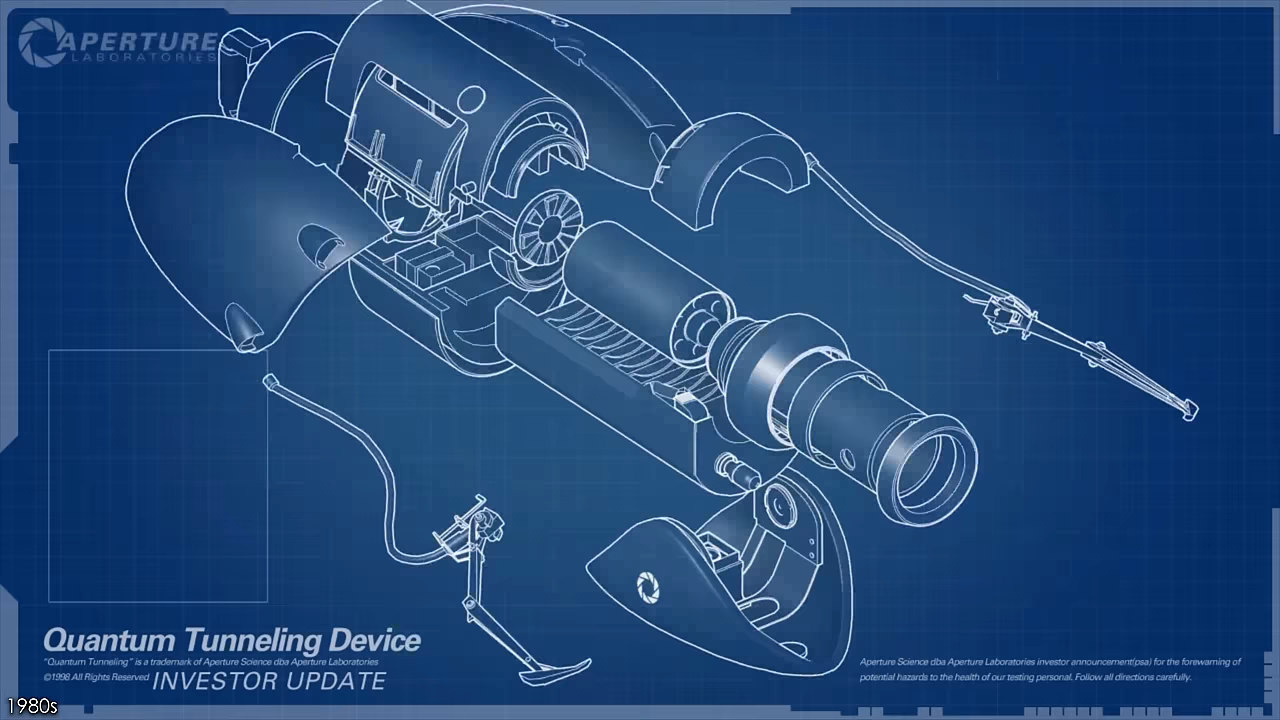 APERTURE
LABORATORIES
Quantum Tunneling Device
"Quantum Tunneling" is a trademark of Aperture Science dba Aperture Laboratories
©1998 All Rights Reserved INVESTOR UPDATE
Aperture Science dba Aperture Laboratories investor announcement(psa) for the forewarning of
potential hazards to the health of our testing personal. Follow all directions carefully.
1980s